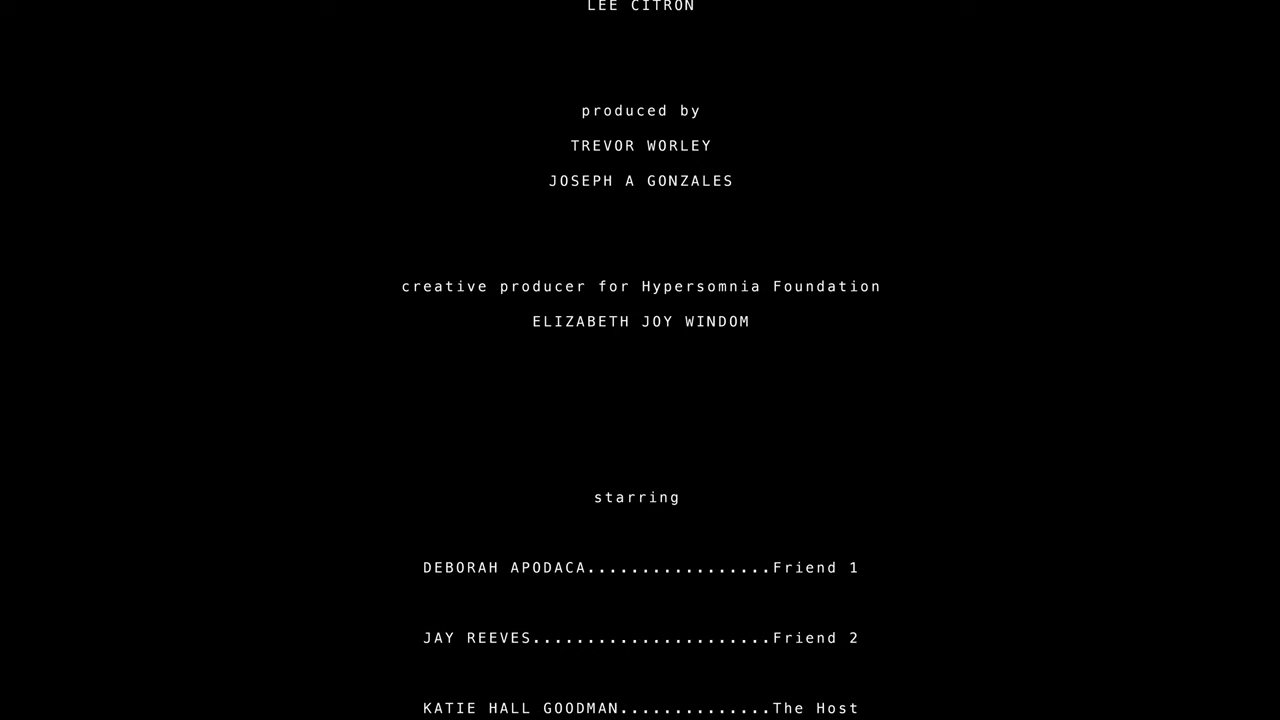 LEE CITRON
produced by
TREVOR WORLEY
JOSEPH A GONZALES
creative producer for Hypersomnia Foundation
ELIZABETH JOY WINDOM
starring
DEBORAH APODACA.................Friend 1
JAY REEVES......................Friend 2
KATIE HALL GOODMAN..............The Host